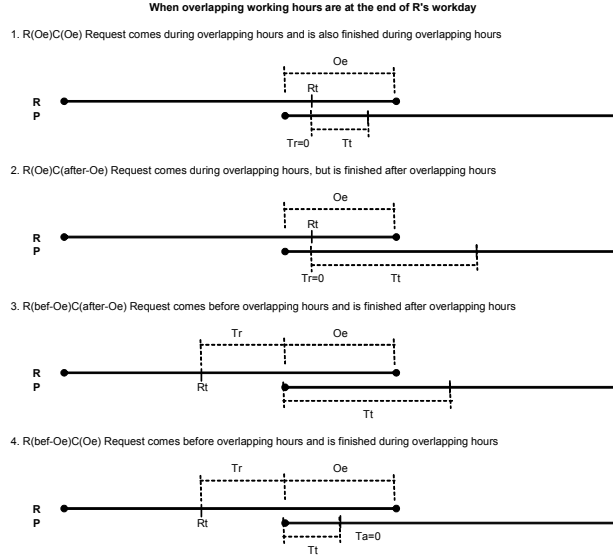 When overlapping working hours are at the end of R's workday
1. R(Oe)C(Oe) Request comes during overlapping hours and is also finished during overlapping hours
Oe
Rt
R
P
Tr=0
Tt
2. R(Oe)C(after-Oe) Request comes during overlapping hours, but is finished after overlapping hours
Oe
Rt
R
P
Tr=0
Tt
3. R(bef-Oe)C(after-Oe) Request comes before overlapping hours and is finished after overlapping hours
Tr
Oe
R
P
Rt
Tt
4. R(bef-Oe)C(Oe) Request comes before overlapping hours and is finished during overlapping hours
Tr
Oe
R
P
Rt
Ta=0
Tt